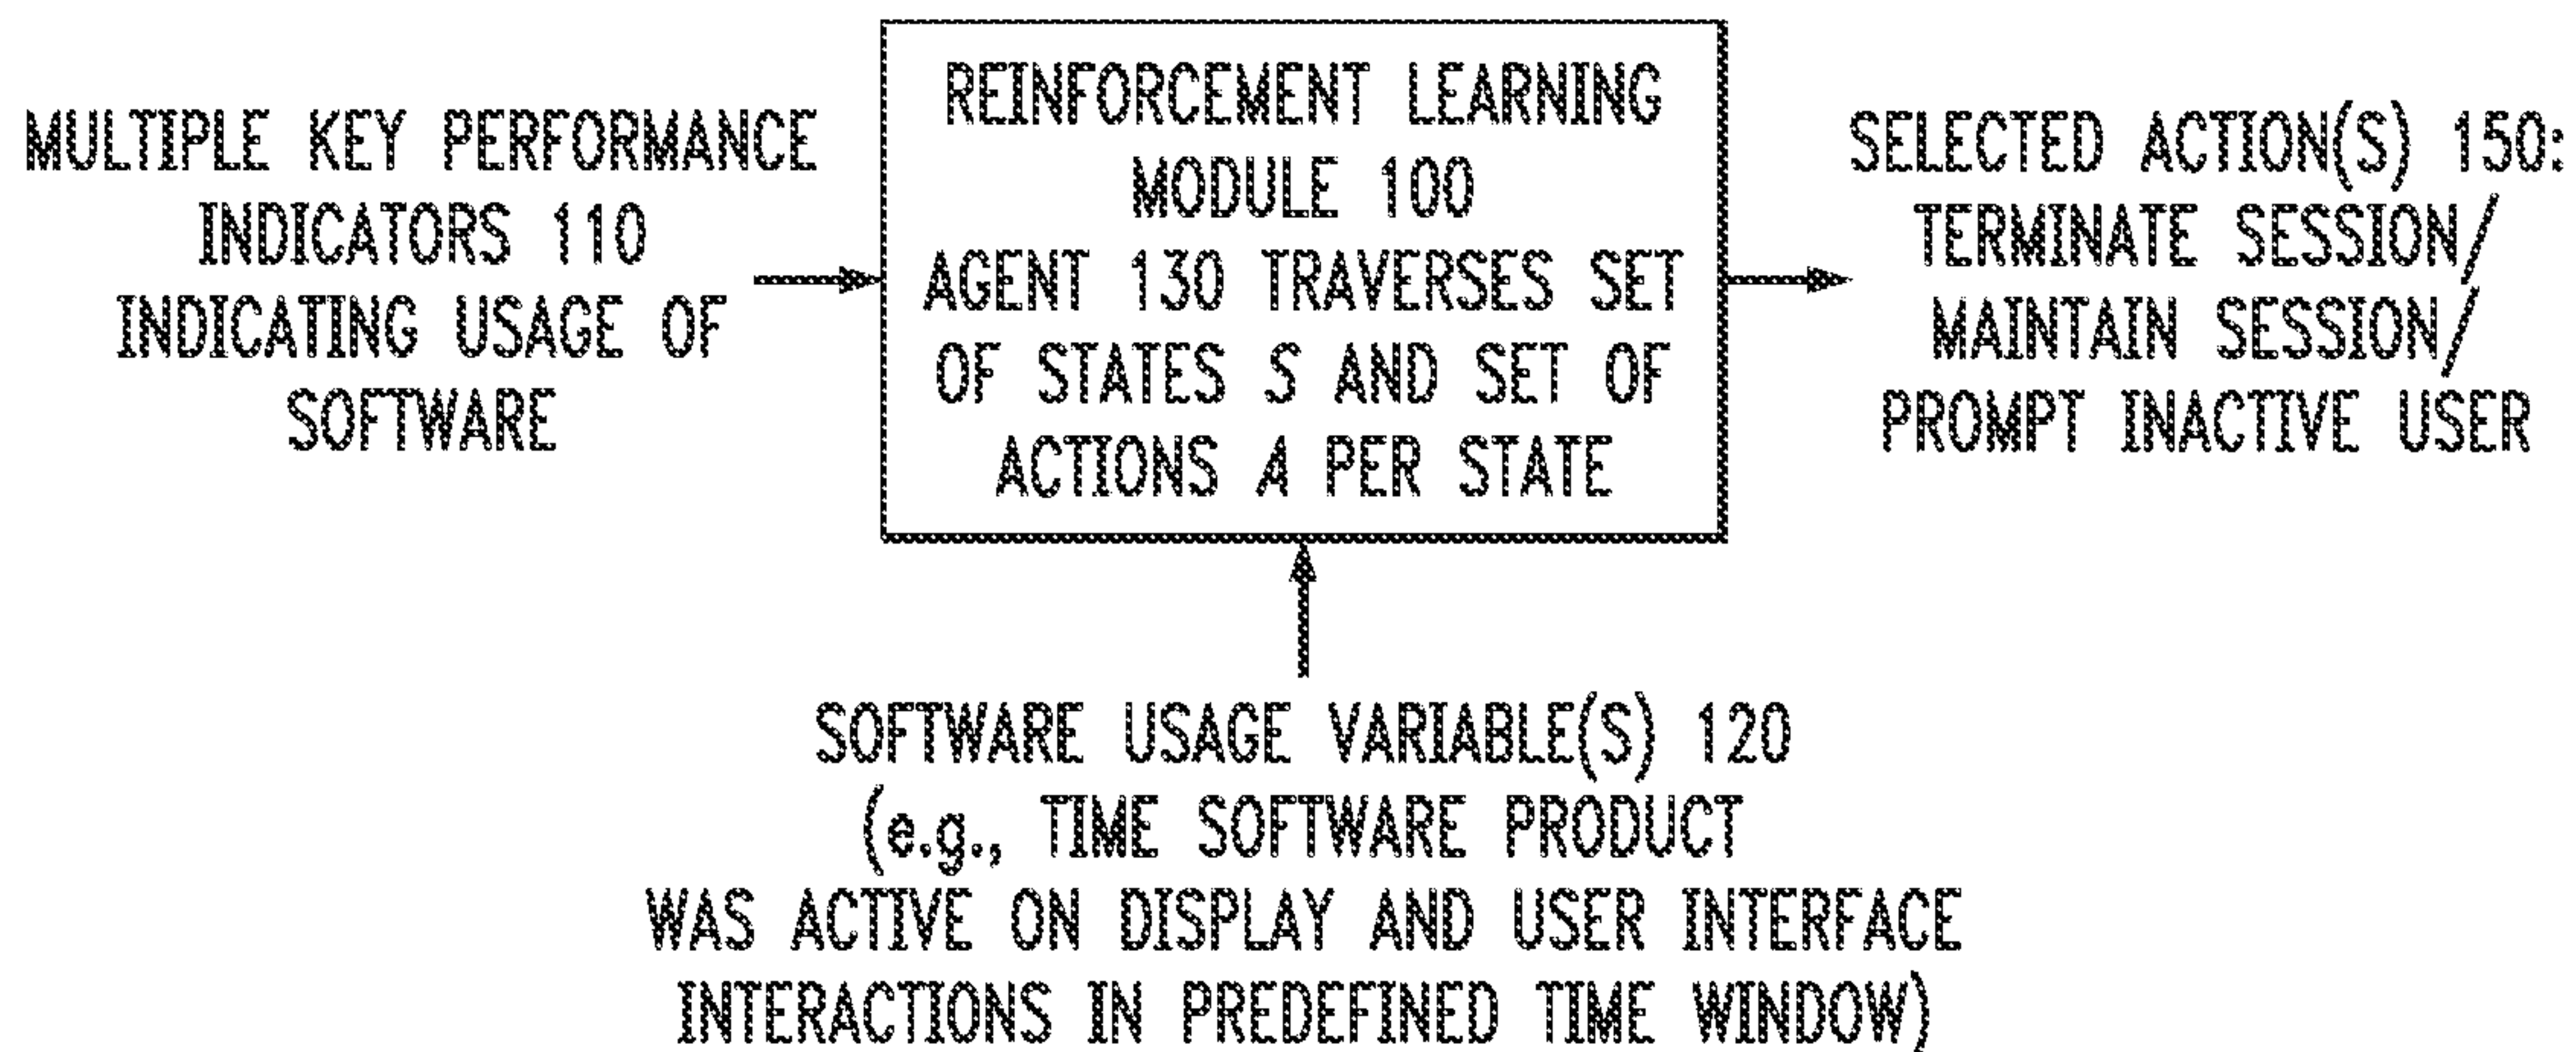 MULTIPLE KEY PERFORMANCE
INDICATORS 110
INDICATING USAGE OF
SOFTWARE
REINFORCEMENT LEARNING
MODULE 100
AGENT 130 TRAVERSES SET
OF STATES S AND SET OF
ACTIONS A PER STATE
SELECTED ACTION(S) 150:
TERMINATE SESSION/
MAINTAIN SESSION/
PROMPT INACTIVE USER
SOFTWARE USAGE VARIABLE(S) 120
(e.g., TIME SOFTWARE PRODUCT
WAS ACTIVE ON DISPLAY AND USER INTERFACE
INTERACTIONS IN PREDEFINED TIME WINDOW)